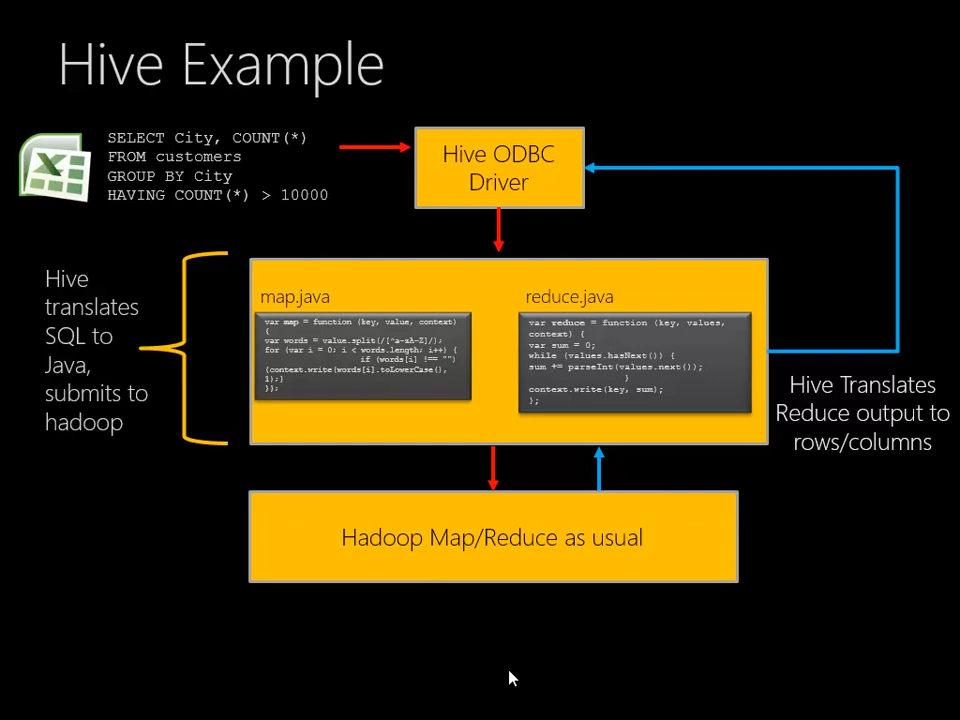 Hive Example
SELECT City, COUNT(*)
FROM customers
GROUP BY City
HAVING COUNT(*) > 10000
Hive ODBC
Driver
Hive
translates
SQL to
Java,
submits to
hadoop
map.java
var map = function (key, value, context)
{
var words = value.split(/[^a-zA-Z]/);
for (var i = 0; i < words.length; i++) {
if (words[i] !== "")
{context.write(words[i].toLowerCase(),
1);}
}};
reduce.java
var reduce = function (key, values,
context) {
var sum = 0;
while (values.hasNext()) {
sum += parseInt(values.next());
}
context.write(key, sum);
};
Hive Translates
Reduce output to
rows/columns
Hadoop Map/Reduce as usual